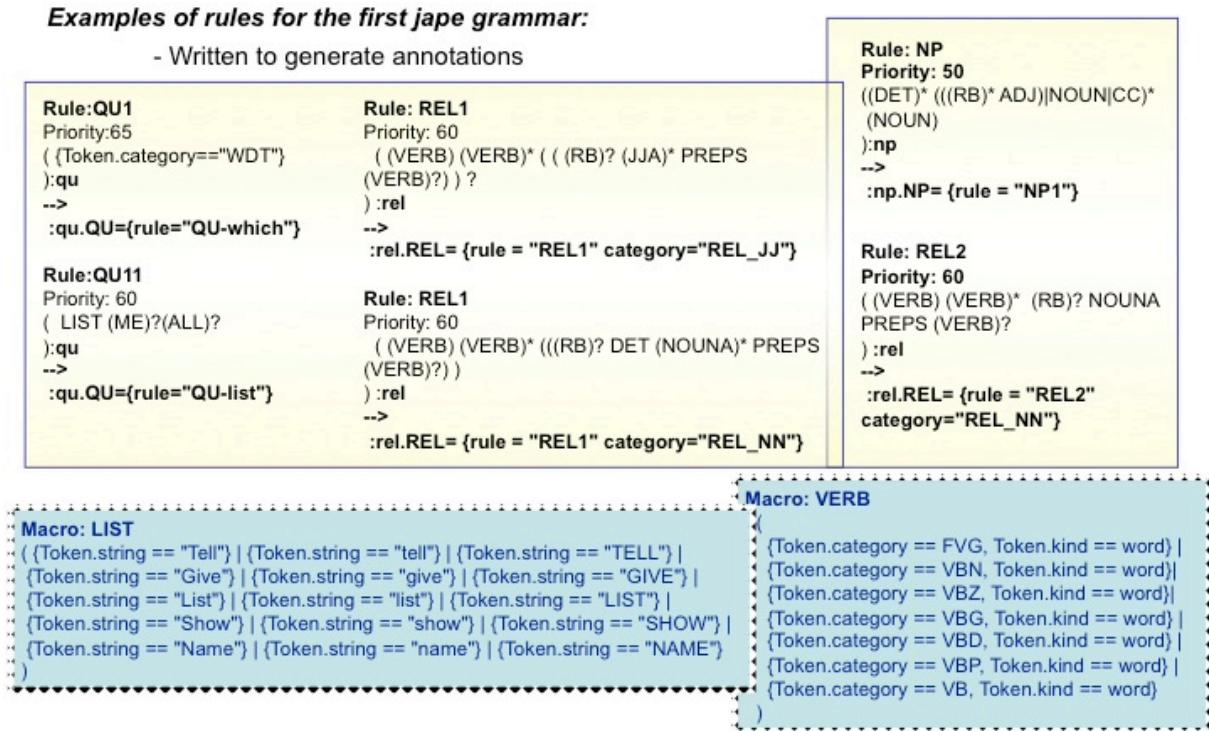 Examples of rules for the first jape grammar:
- Written to generate annotations
Rule:QU1
Priority:65
( {Token.category=="WDT"}
):qu
-->
:qu.QU={rule="QU-which"}
Rule:QU11
Priority: 60
( LIST (ME)?(ALL)?
):qu
-->
:qu.QU={rule="QU-list"}
Rule: REL1
Priority: 60
( (VERB) (VERB)* ( ( (RB)? (JJA)* PREPS
(VERB)?) ) ?
) :rel
-->
:rel.REL= {rule = "REL1" category="REL_JJ"}
Rule: REL1
Priority: 60
( (VERB) (VERB)* (((RB)? DET (NOUNA)* PREPS
(VERB)?) )
) :rel
-->
:rel.REL= {rule = "REL1" category="REL_NN"}
Rule: NP
Priority: 50
((DET)* (((RB)* ADJ)|NOUN|CC)*
(NOUN)
):np
-->
:np.NP= {rule = "NP1"}
Rule: REL2
Priority: 60
( (VERB) (VERB)* (RB)? NOUNA
PREPS (VERB)?
) :rel
-->
:rel.REL= {rule = "REL2"
category="REL_NN"}
Macro: LIST
( {Token.string == "Tell"} | {Token.string == "tell"} | {Token.string == "TELL"} |
{Token.string == "Give"} | {Token.string == "give"} | {Token.string == "GIVE"} |
{Token.string == "List"} | {Token.string == "list"} | {Token.string == "LIST"} |
{Token.string == "Show"} | {Token.string == "show"} | {Token.string == "SHOW"} |
{Token.string == "Name"} | {Token.string == "name"} | {Token.string == "NAME"}
)
Macro: VERB
(
{Token.category == FVG, Token.kind == word} |
{Token.category == VBN, Token.kind == word}|
{Token.category == VBZ, Token.kind == word}|
{Token.category == VBG, Token.kind == word} |
{Token.category == VBD, Token.kind == word} |
{Token.category == VBP, Token.kind == word} |
{Token.category == VB, Token.kind == word}
)